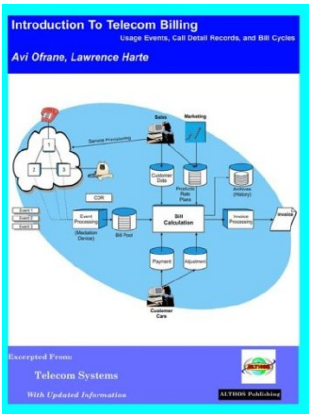 Introduction To Telecom Billing
Usage Events, Call Detail Records, and Bill Cycles
Avi Ofrane, Lawrence Harte
Sales
Marketing
Service Provisioning
1
2
3
Customer
Data
Products
Rate
Plans
Archives
(History)
CDR
Event 1
Event 2
Event 3
Event
Processing
(Mediation
Device)
Bill Pool
Bill
Calculation
Invoice
Processing
Invoice
Payment
Adjustment
Customer
Care
Excerpted From:
Telecom Systems
With Updated Information
ALTHOS
ALTHOS Publishing